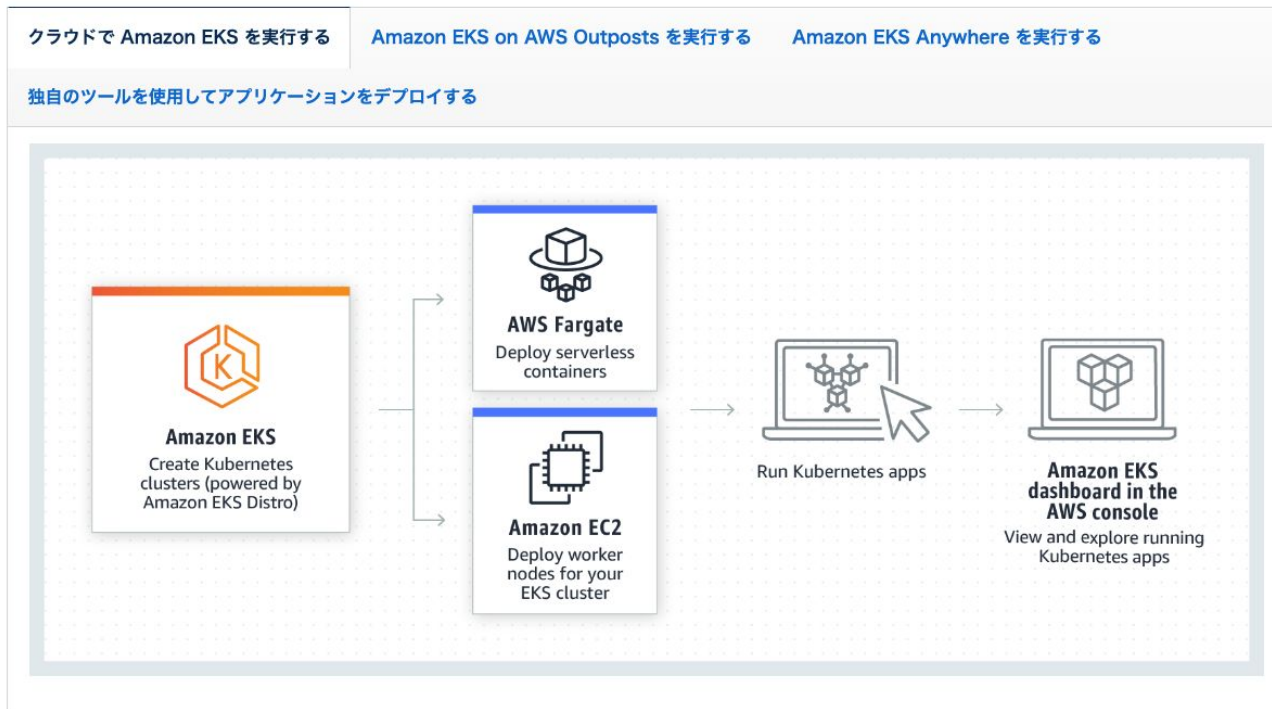 クラウドで Amazon EKS を実行する
Amazon EKS on AWS Outposts を実行する
Amazon EKS Anywhere を実行する
独自のツールを使用してアプリケーションをデプロイする
K
Amazon EKS
Create Kubernetes
clusters (powered by
Amazon EKS Distro)
AWS Fargate
Deploy serverless
containers
Amazon EC2
Deploy worker
nodes for your
EKS cluster
Run Kubernetes apps
Amazon EKS
dashboard in the
AWS console
View and explore running
Kubernetes apps